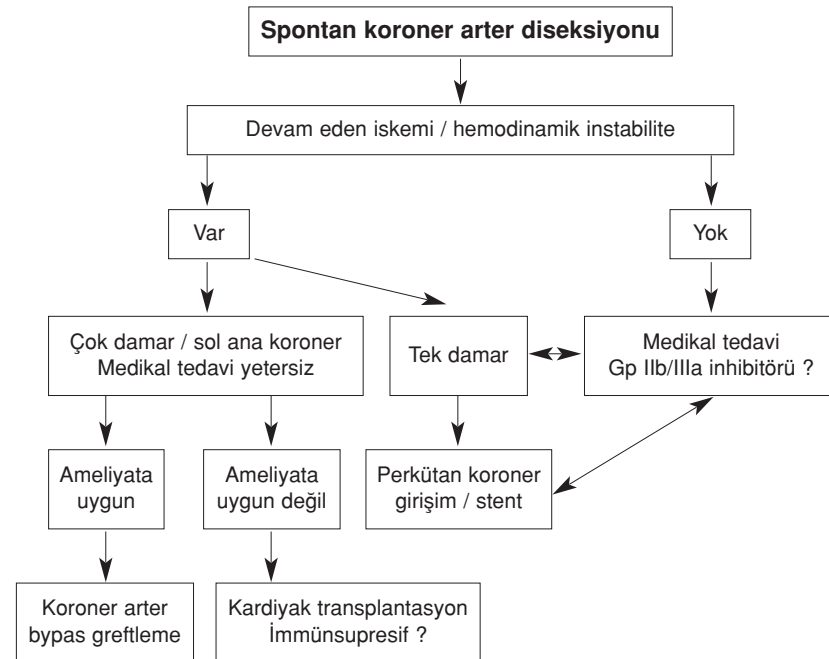 Spontan koroner arter diseksiyonu
Devam eden iskemi / hemodinamik instabilite
Var
Yok
Çok damar / sol ana koroner
Medikal tedavi yetersiz
Tek damar
Medikal tedavi
Gp IIb/IIIa inhibitörü ?
Ameliyata
uygun
Ameliyata
uygun değil
Perkütan koroner
girişim / stent
Koroner arter
bypas greftleme
Kardiyak transplantasyon
İmmünsupresif ?